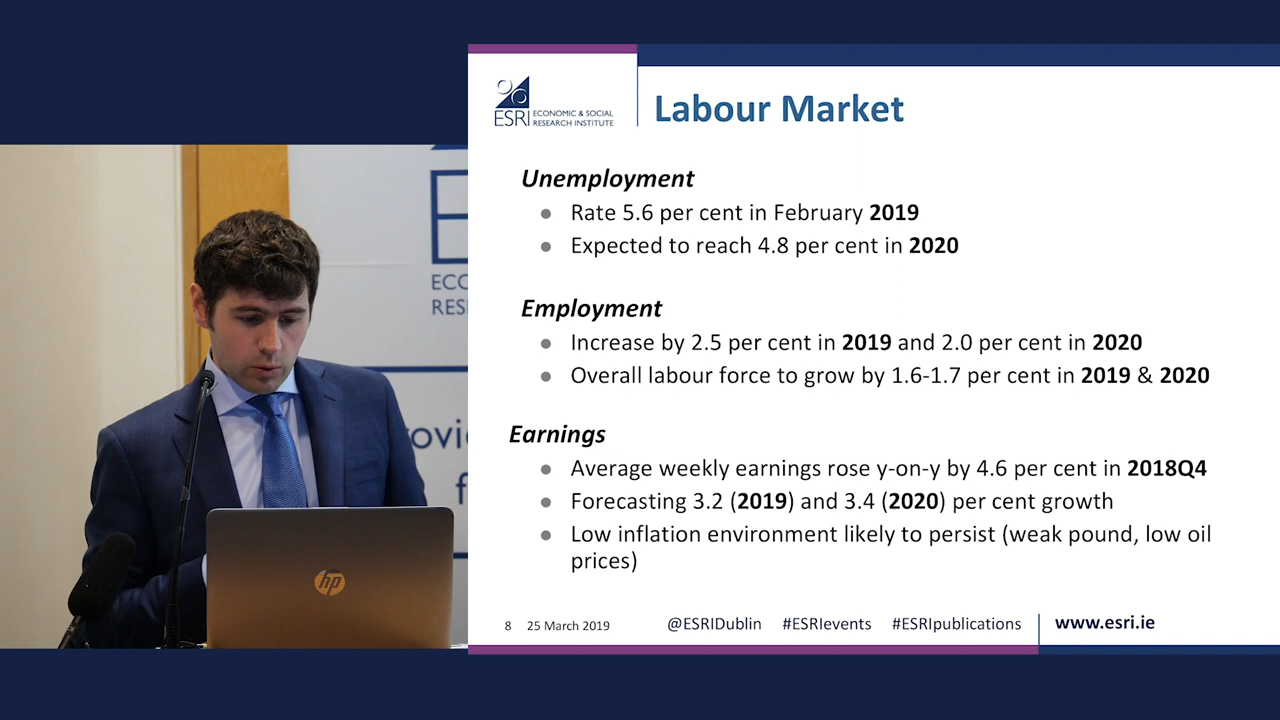 ESRI
ECONOMIC & SOCIAL
RESEARCH INSTITUTE
Labour Market
Unemployment
● Rate 5.6 per cent in February 2019
● Expected to reach 4.8 per cent in 2020
Employment
● Increase by 2.5 per cent in 2019 and 2.0 per cent in 2020
● Overall labour force to grow by 1.6-1.7 per cent in 2019 & 2020
Earnings
● Average weekly earnings rose y-on-y by 4.6 per cent in 2018Q4
● Forecasting 3.2 (2019) and 3.4 (2020) per cent growth
● Low inflation environment likely to persist (weak pound, low oil
prices)
8 25 March 2019 @ESRIDublin #ESRIevents #ESRIpublications www.esri.ie
hp